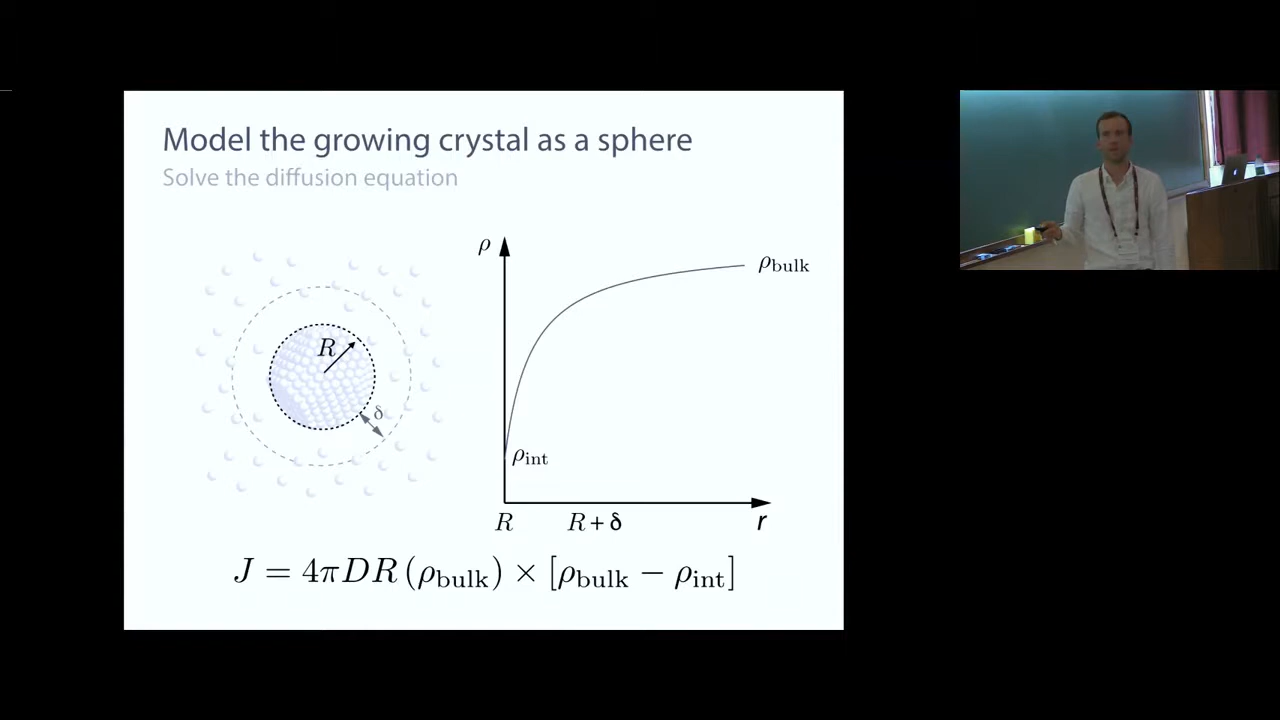 Model the growing crystal as a sphere
Solve the diffusion equation
ρ
ρ_bulk
R
δ
ρ_int
R R + δ r
J = 4πDR (ρ_bulk) × [ρ_bulk − ρ_int]